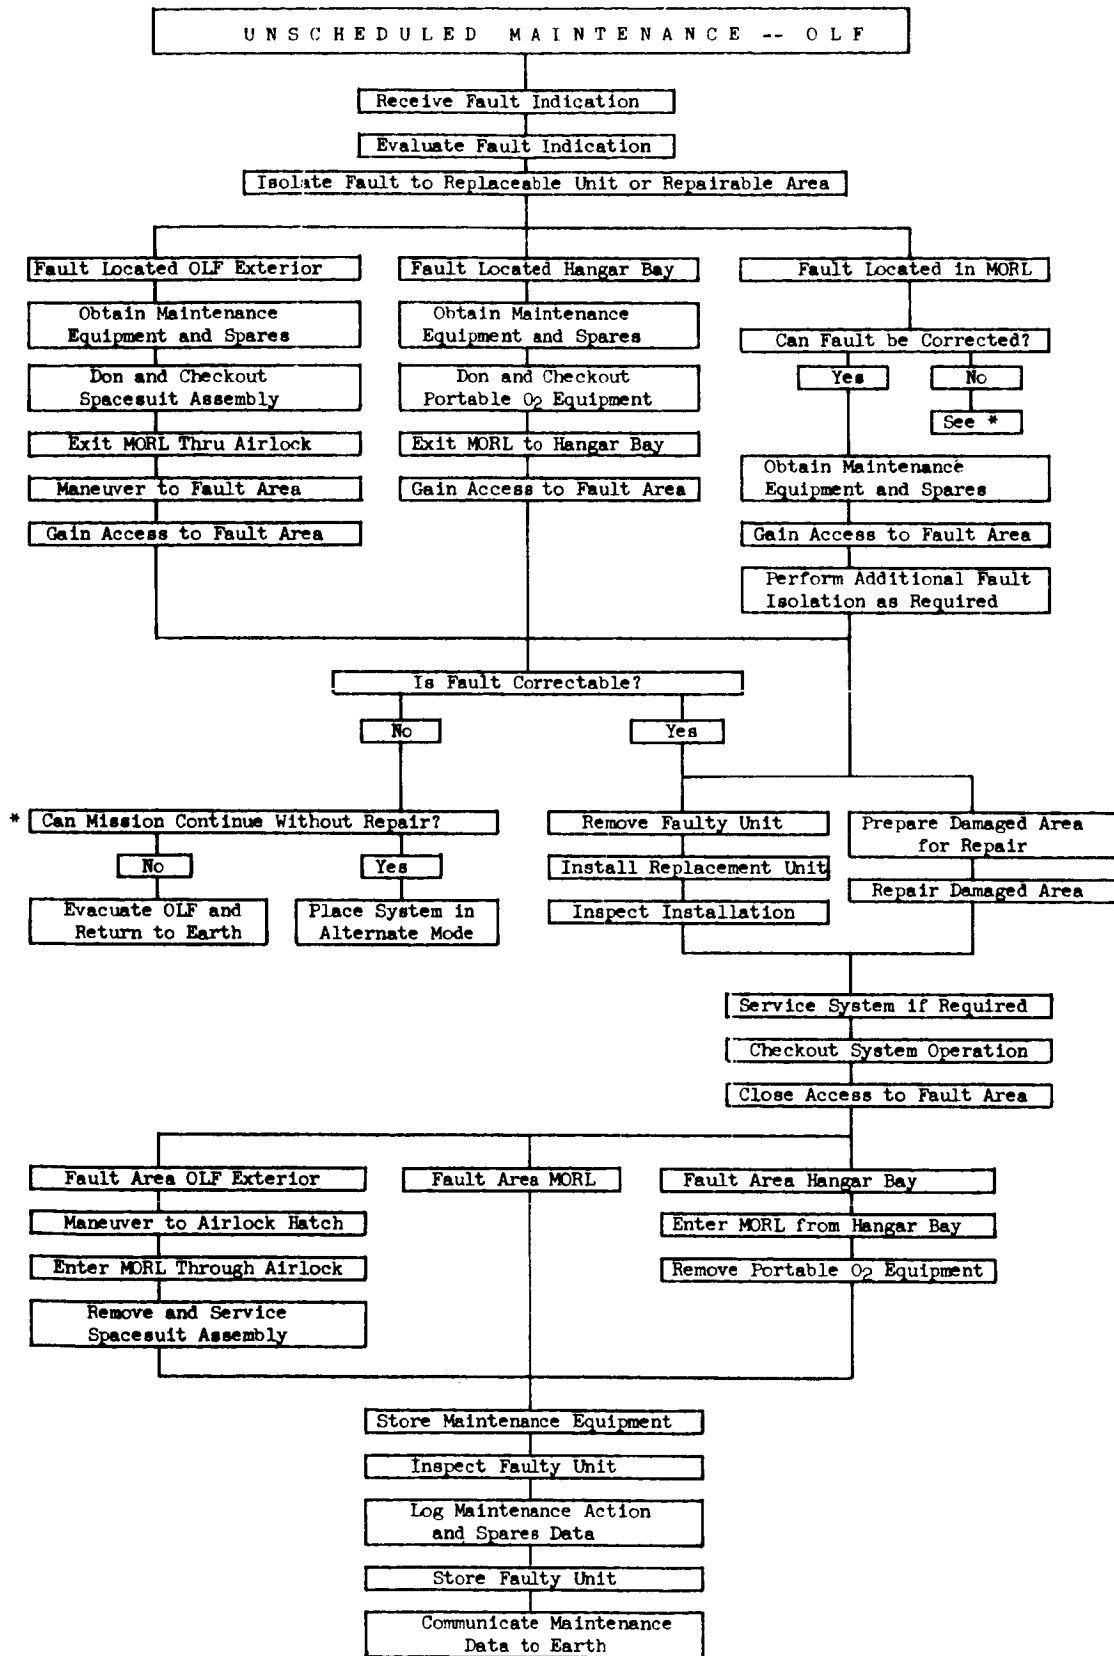 UNSCHEDULED MAINTENANCE -- OLF
Receive Fault Indication
Evaluate Fault Indication
Isolate Fault to Replaceable Unit or Repairable Area
Fault Located OLF Exterior
Fault Located Hangar Bay
Fault Located in MORL
Obtain Maintenance
Equipment and Spares
Obtain Maintenance
Equipment and Spares
Can Fault be Corrected?
Don and Checkout
Spacesuit Assembly
Don and Checkout
Portable O2 Equipment
Yes
No
See *
Exit MORL Thru Airlock
Exit MORL to Hangar Bay
Obtain Maintenance
Equipment and Spares
Maneuver to Fault Area
Gain Access to Fault Area
Gain Access to Fault Area
Gain Access to Fault Area
Perform Additional Fault
Isolation as Required
Is Fault Correctable?
No
Yes
* Can Mission Continue Without Repair?
Remove Faulty Unit
Prepare Damaged Area
for Repair
No
Yes
Install Replacement Unit
Repair Damaged Area
Evacuate OLF and
Return to Earth
Place System in
Alternate Mode
Inspect Installation
Service System if Required
Checkout System Operation
Close Access to Fault Area
Fault Area OLF Exterior
Fault Area MORL
Fault Area Hangar Bay
Maneuver to Airlock Hatch
Enter MORL from Hangar Bay
Enter MORL Through Airlock
Remove Portable O2 Equipment
Remove and Service
Spacesuit Assembly
Store Maintenance Equipment
Inspect Faulty Unit
Log Maintenance Action
and Spares Data
Store Faulty Unit
Communicate Maintenance
Data to Earth